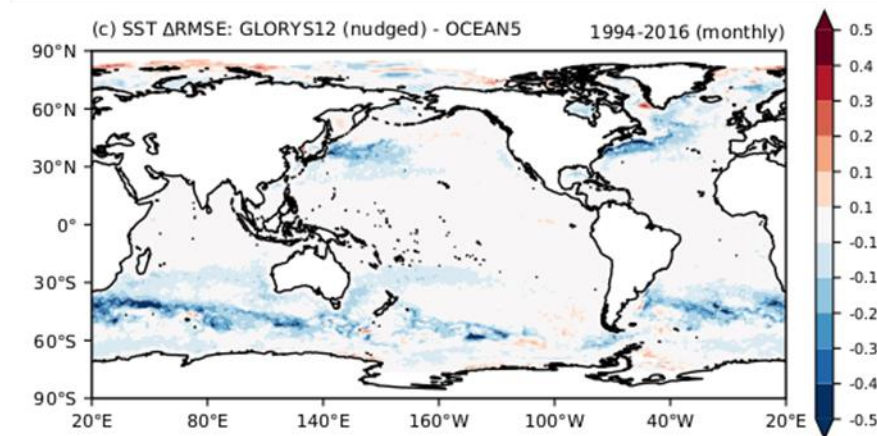 (c) SST ΔRMSE: GLORYS12 (nudged) - OCEAN5 1994-2016 (monthly)
90°N
60°N
30°N
0°
30°S
60°S
90°S
20°E 80°E 140°E 160°W 100°W 40°W 20°E
0.5
0.4
0.3
0.2
0.1
-0.1
-0.1
-0.2
-0.3
-0.4
-0.5